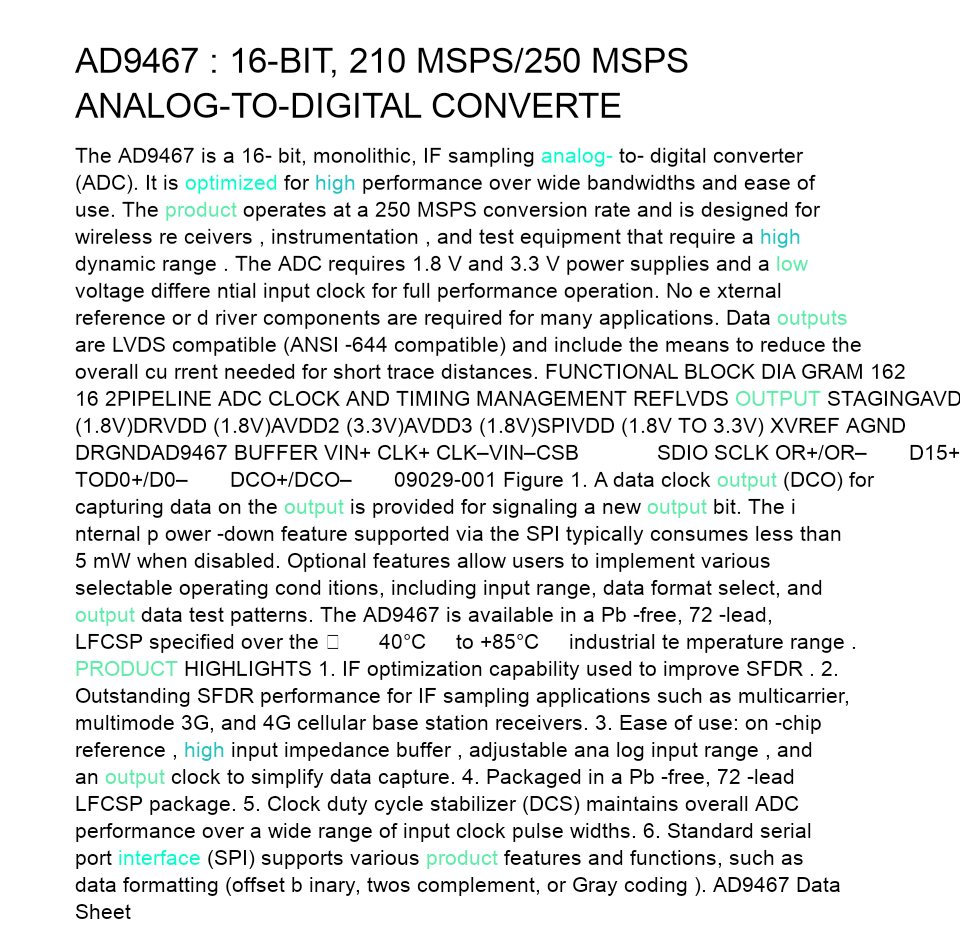 AD9467 : 16-BIT, 210 MSPS/250 MSPS
ANALOG-TO-DIGITAL CONVERTE
The AD9467 is a 16- bit, monolithic, IF sampling analog- to- digital converter
(ADC). It is optimized for high performance over wide bandwidths and ease of
use. The product operates at a 250 MSPS conversion rate and is designed for
wireless re ceivers , instrumentation , and test equipment that require a high
dynamic range . The ADC requires 1.8 V and 3.3 V power supplies and a low
voltage differe ntial input clock for full performance operation. No e xternal
reference or d river components are required for many applications. Data outputs
are LVDS compatible (ANSI -644 compatible) and include the means to reduce the
overall cu rrent needed for short trace distances. FUNCTIONAL BLOCK DIA GRAM 162
16 2PIPELINE ADC CLOCK AND TIMING MANAGEMENT REFLVDS OUTPUT STAGINGAVD
(1.8V)DRVDD (1.8V)AVDD2 (3.3V)AVDD3 (1.8V)SPIVDD (1.8V TO 3.3V) XVREF AGND
DRGNDAD9467 BUFFER VIN+ CLK+ CLK–VIN–CSB SDIO SCLK OR+/OR– D15+
TOD0+/D0– DCO+/DCO– 09029-001 Figure 1. A data clock output (DCO) for
capturing data on the output is provided for signaling a new output bit. The i
nternal p ower -down feature supported via the SPI typically consumes less than
5 mW when disabled. Optional features allow users to implement various
selectable operating cond itions, including input range, data format select, and
output data test patterns. The AD9467 is available in a Pb -free, 72 -lead,
LFCSP specified over the 40°C to +85°C industrial te mperature range .
PRODUCT HIGHLIGHTS 1. IF optimization capability used to improve SFDR . 2.
Outstanding SFDR performance for IF sampling applications such as multicarrier,
multimode 3G, and 4G cellular base station receivers. 3. Ease of use: on -chip
reference , high input impedance buffer , adjustable ana log input range , and
an output clock to simplify data capture. 4. Packaged in a Pb -free, 72 -lead
LFCSP package. 5. Clock duty cycle stabilizer (DCS) maintains overall ADC
performance over a wide range of input clock pulse widths. 6. Standard serial
port interface (SPI) supports various product features and functions, such as
data formatting (offset b inary, twos complement, or Gray coding ). AD9467 Data
Sheet